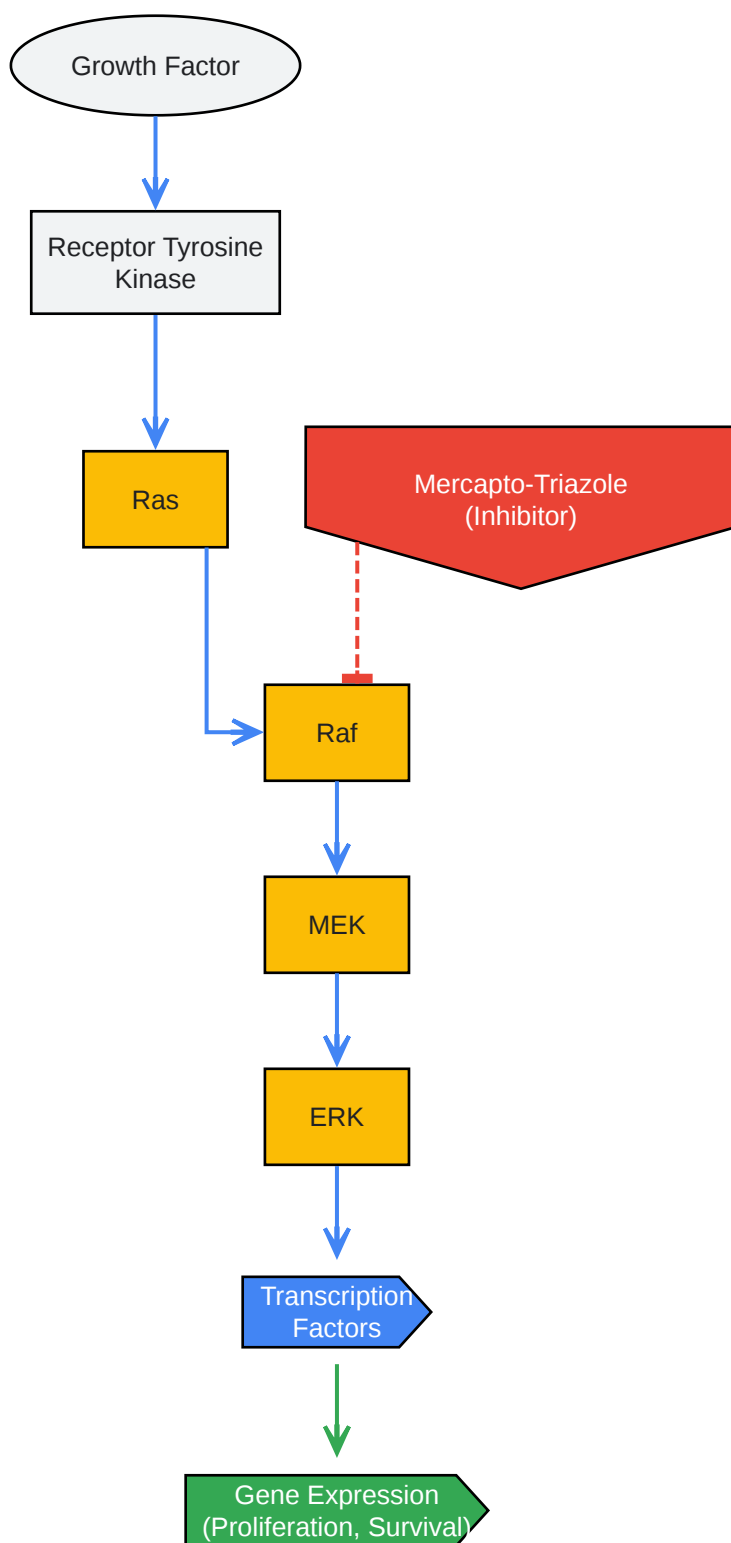 Growth Factor
Receptor Tyrosine
Kinase
Ras
Mercapto-Triazole
(Inhibitor)
Raf
MEK
ERK
Transcription
Factors
Gene Expression
(Proliferation, Survival)